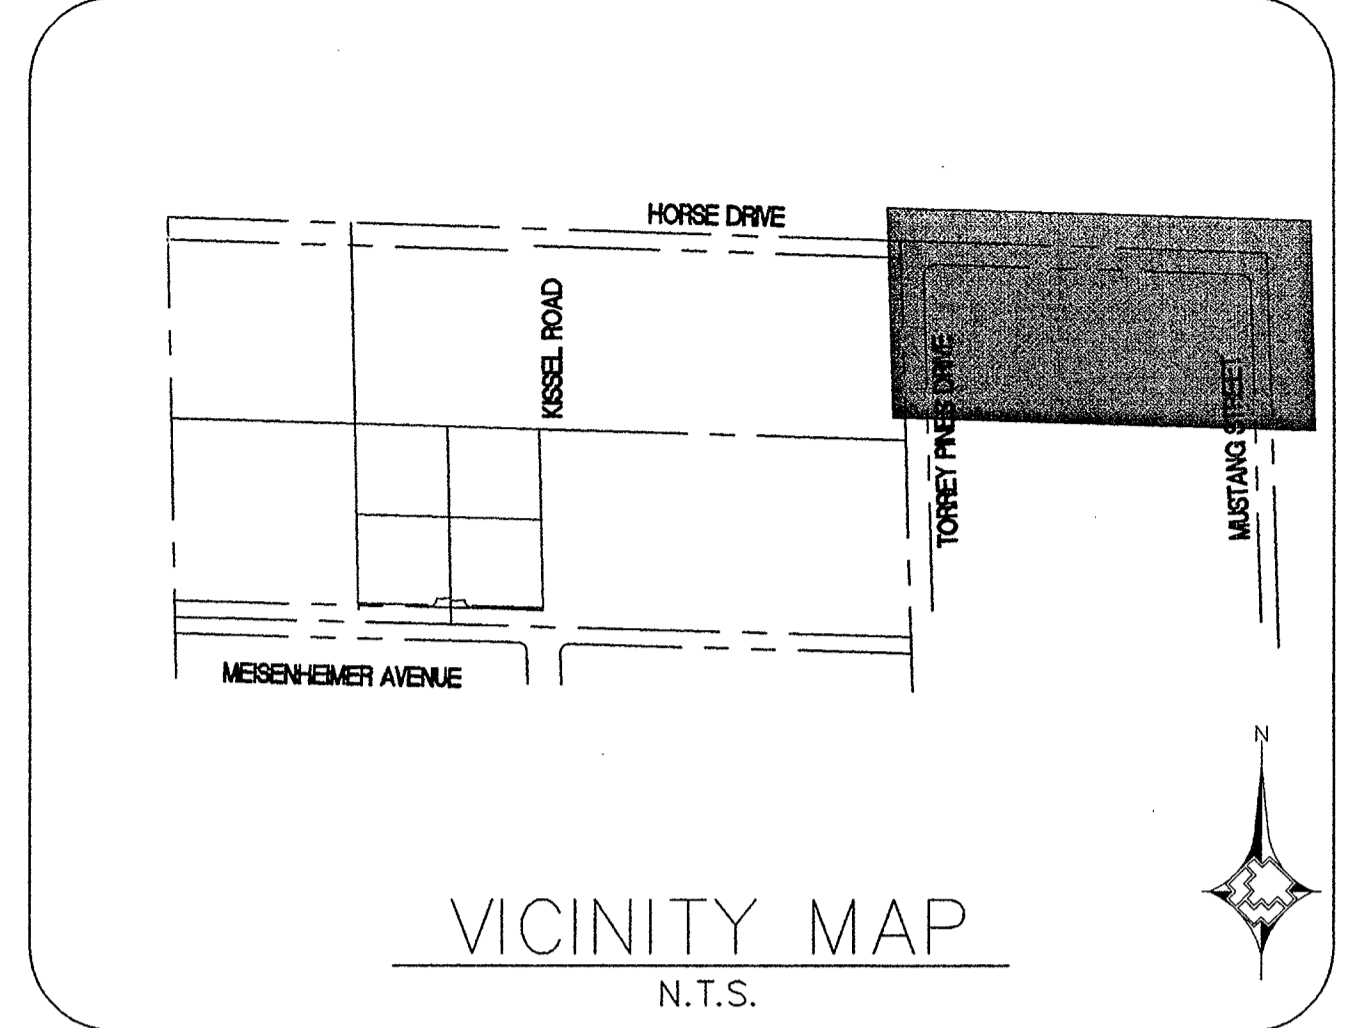 HORSE DRIVE
KISSEL ROAD
TORREY PINES DRIVE
MUSTANG STREET
MEISENHEIMER AVENUE
N
VICINITY MAP
N.T.S.